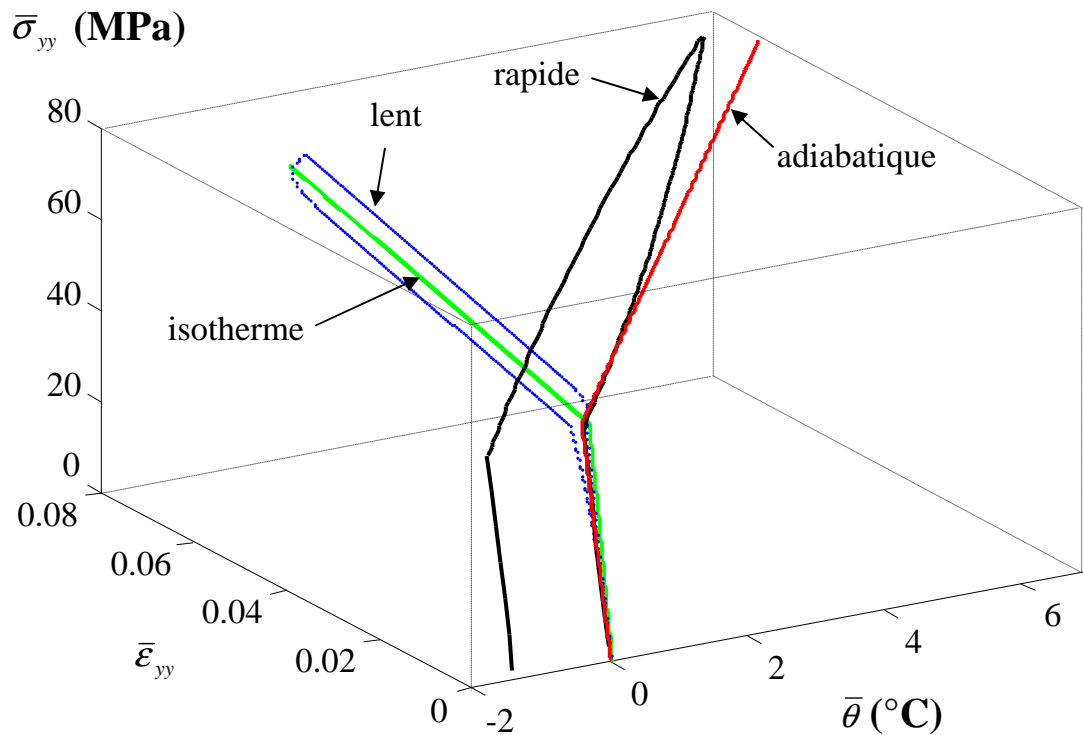 σ̅yy (MPa)
rapide
lent
adiabatique
isotherme
80
60
40
20
0
0.08
0.06
0.04
0.02
0
-2
0
2
4
6
ε̅yy
θ̅ (°C)